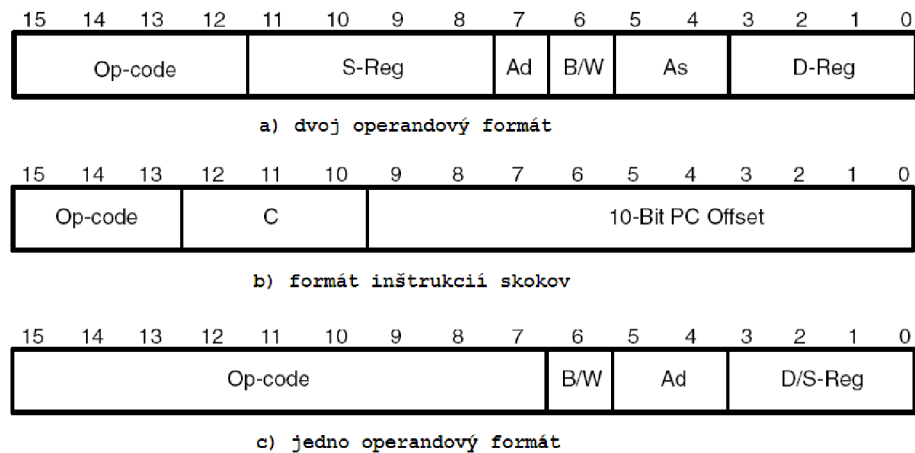 15 14 13 12 11 10 9 8 7 6 5 4 3 2 1 0
Op-code S-Reg Ad B/W As D-Reg
a) dvoj operandový formát
15 14 13 12 11 10 9 8 7 6 5 4 3 2 1 0
Op-code C 10-Bit PC Offset
b) formát inštrukcií skokov
15 14 13 12 11 10 9 8 7 6 5 4 3 2 1 0
Op-code B/W Ad D/S-Reg
c) jedno operandový formát